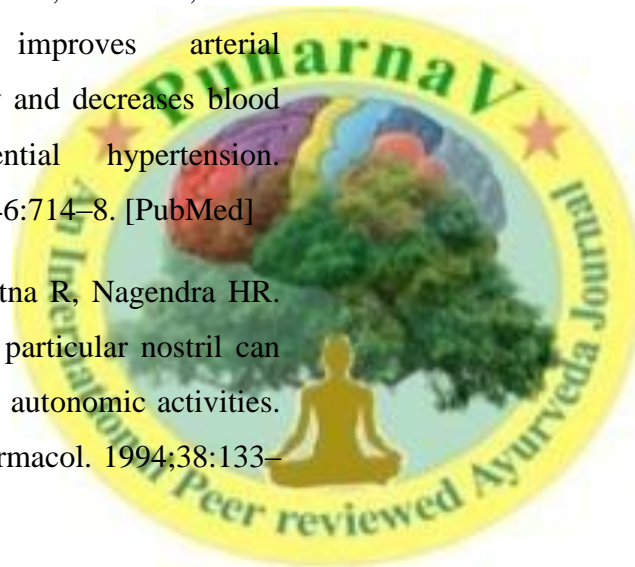 PunarnaV
improves arterial
y and decreases blood
ential hypertension.
6:714–8. [PubMed]
tna R, Nagendra HR.
particular nostril can
autonomic activities.
rmacol. 1994;38:133–
An International Peer reviewed Ayurveda Journal